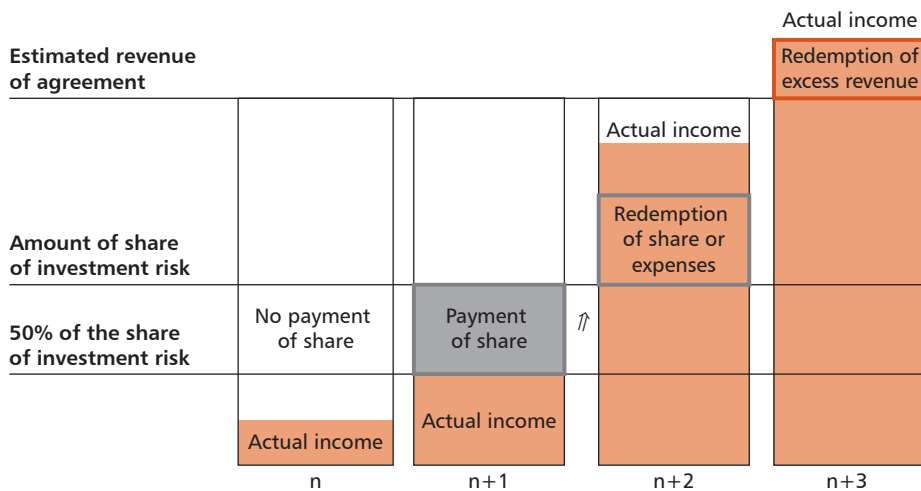 Actual income
Estimated revenue
of agreement
Redemption of
excess revenue
Actual income
Amount of share
of investment risk
Redemption
of share or
expenses
50% of the share
of investment risk
No payment
of share
Payment
of share
⇑
Actual income
Actual income
n
n+1
n+2
n+3